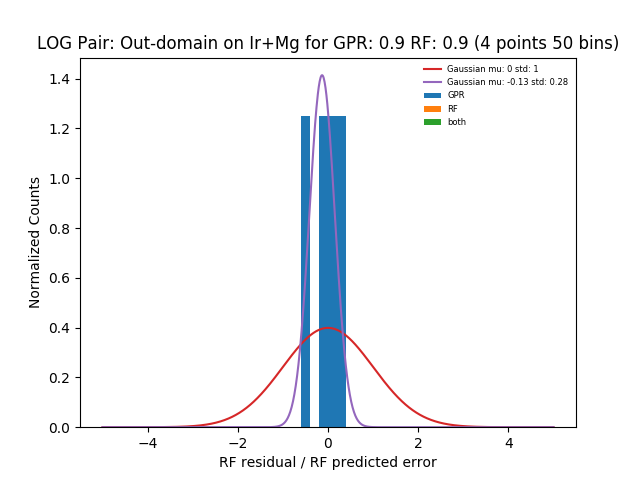 LOG Pair: Out-domain on Ir+Mg for GPR: 0.9 RF: 0.9 (4 points 50 bins)
Gaussian mu: 0 std: 1
Gaussian mu: -0.13 std: 0.28
GPR
RF
both
Normalized Counts
1.4
1.2
1.0
0.8
0.6
0.4
0.2
0.0
−4
−2
0
2
4
RF residual / RF predicted error